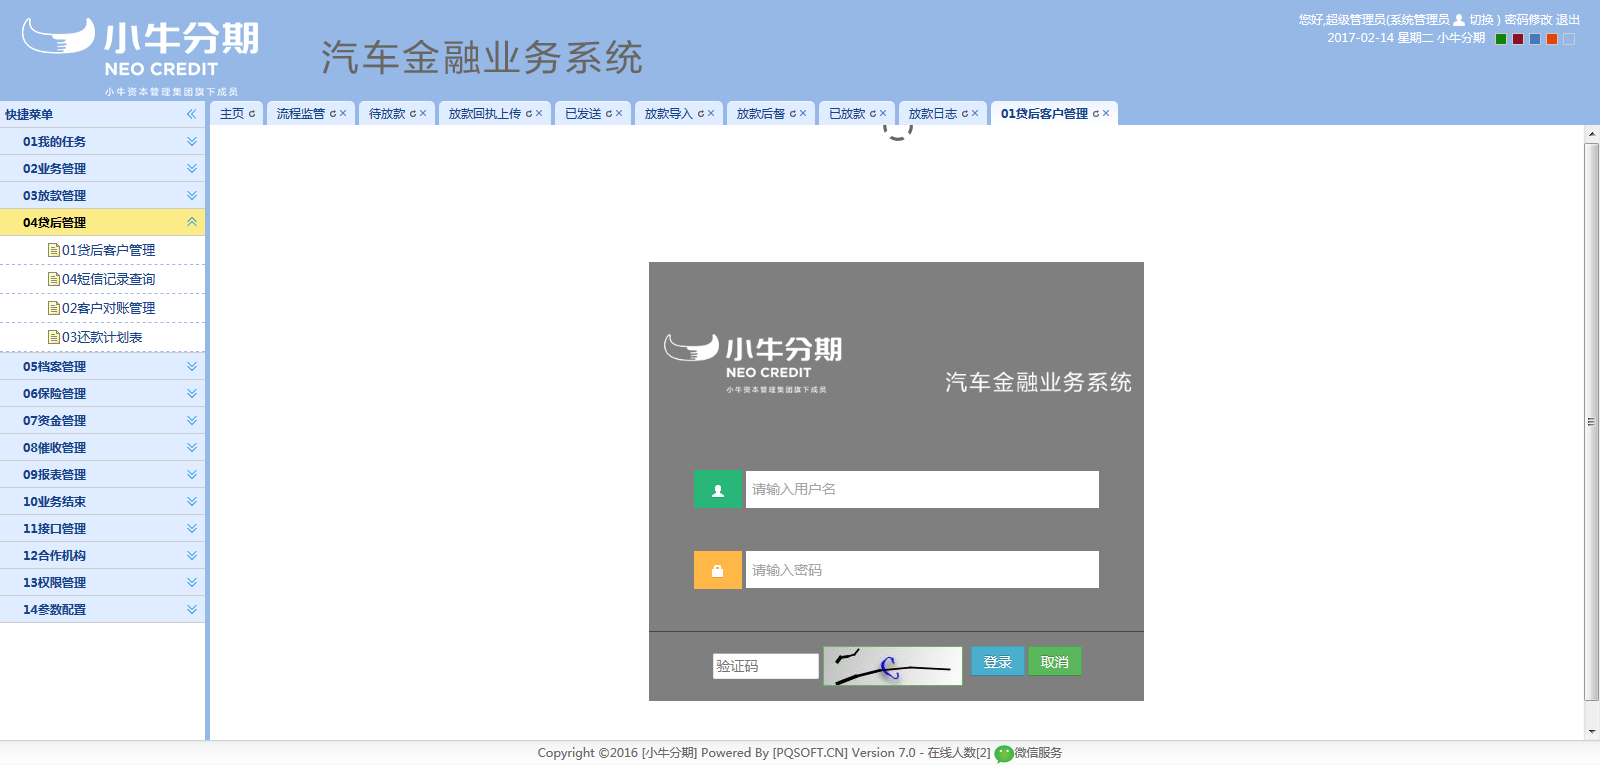 小牛分期
NEO CREDIT
小牛资本管理集团旗下成员
汽车金融业务系统
您好,超级管理员(系统管理员 切换 ) 密码修改 退出
2017-02-14 星期二 小牛分期
快捷菜单
主页 流程监管 待放款 放款回执上传 已发送 放款导入 放款后督 已放款 放款日志 01贷后客户管理
01我的任务
02业务管理
03放款管理
04贷后管理
01贷后客户管理
04短信记录查询
02客户对账管理
03还款计划表
05档案管理
06保险管理
07资金管理
08催收管理
09报表管理
10业务结束
11接口管理
12合作机构
13权限管理
14参数配置
小牛分期
NEO CREDIT
小牛资本管理集团旗下成员
汽车金融业务系统
请输入用户名
请输入密码
验证码
C
登录
取消
Copyright ©2016 [小牛分期] Powered By [PQSOFT.CN] Version 7.0 - 在线人数[2] 微信服务